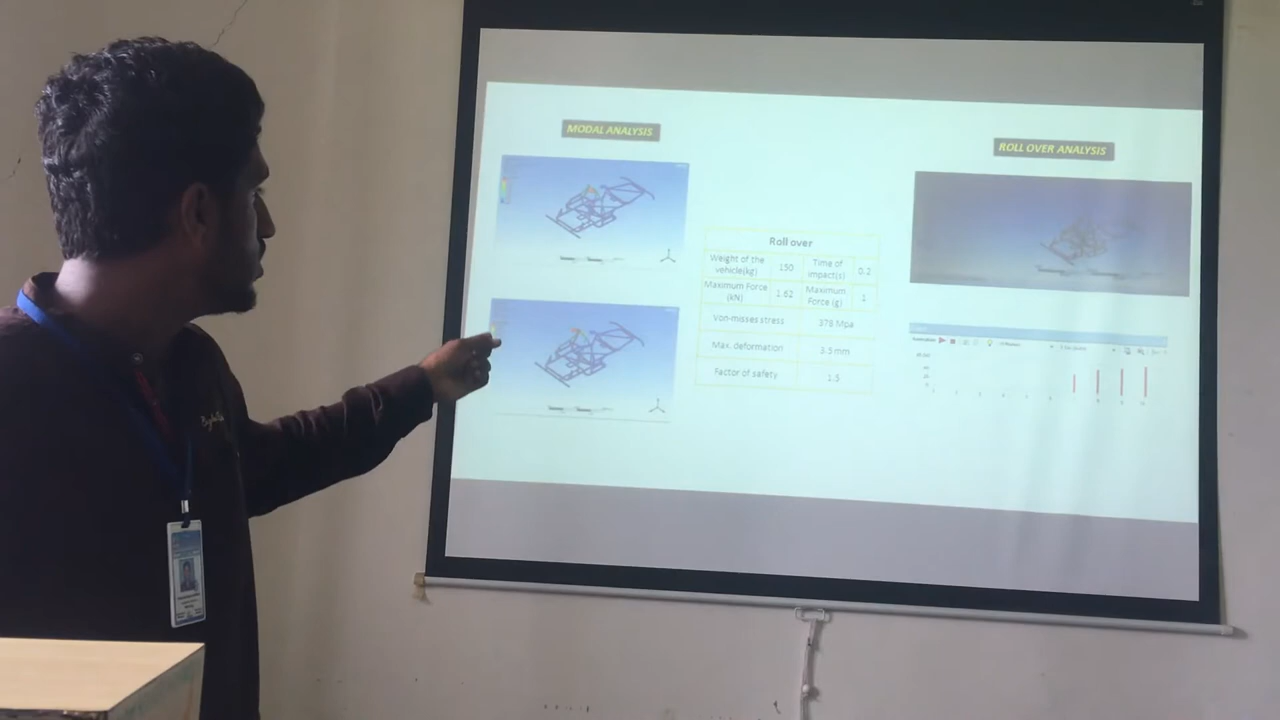 MODAL ANALYSIS
ROLL OVER ANALYSIS
Roll over
Weight of the vehicle(kg) 150 Time of impact(s) 0.2
Maximum Force (kN) 1.62 Maximum Force (g) 1
Von-misses stress 378 Mpa
Max. deformation 3.5 mm
Factor of safety 1.5